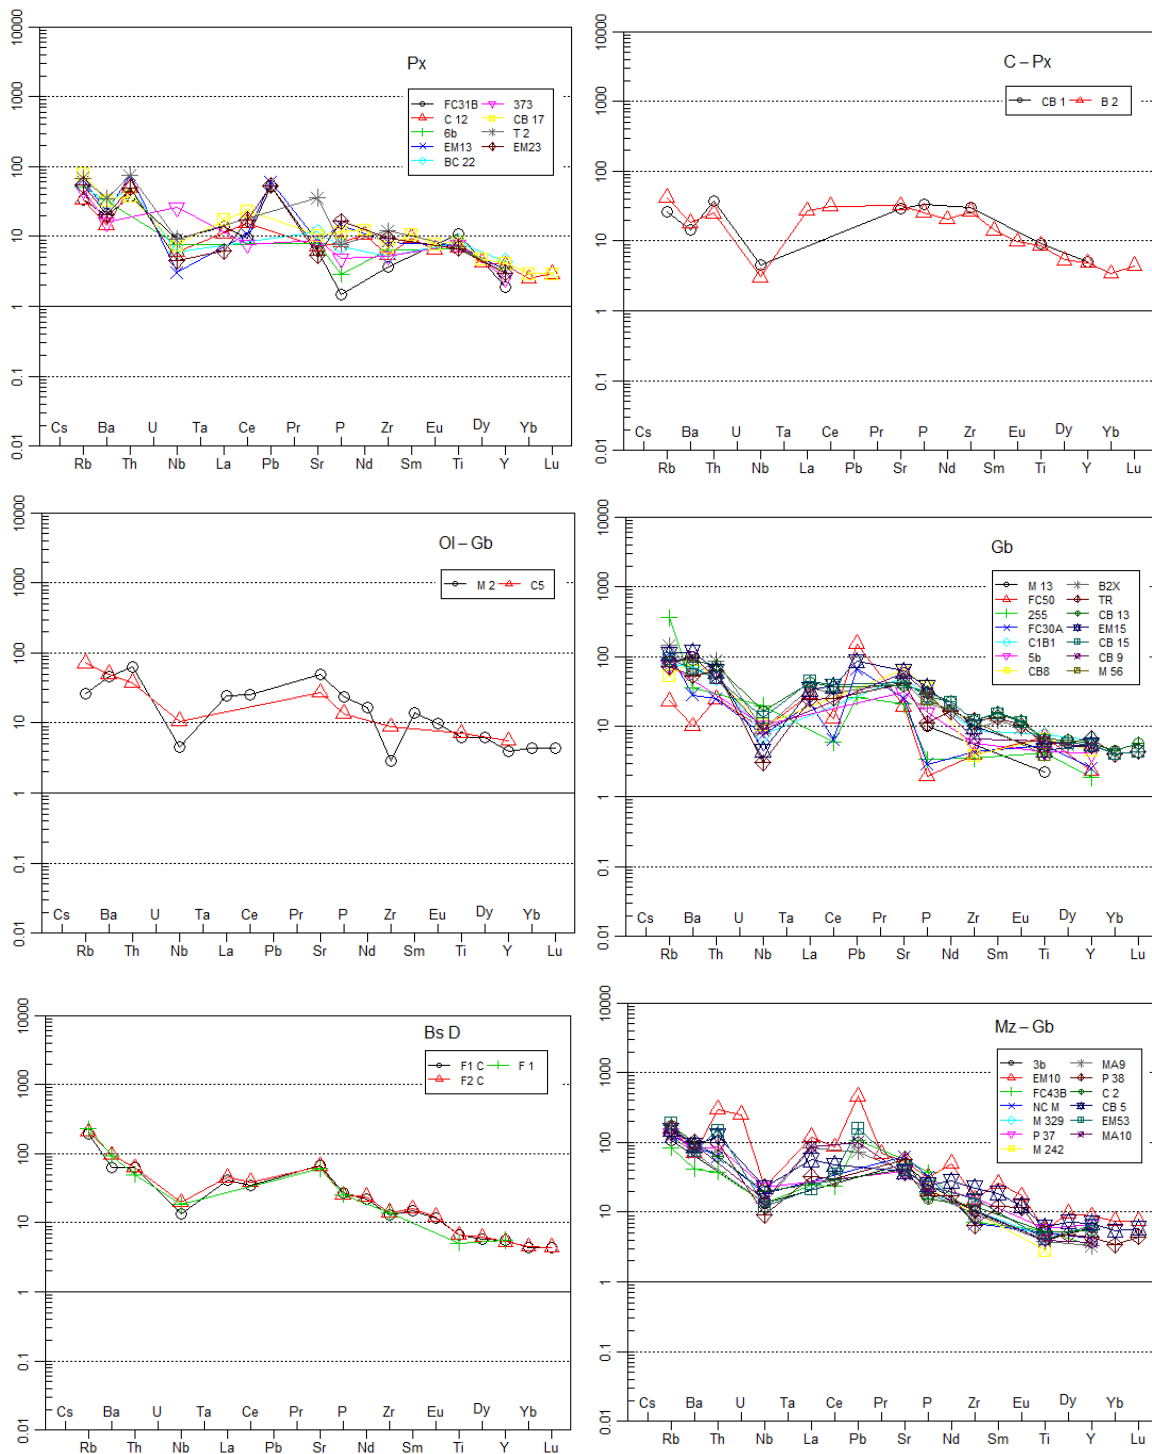 Px
FC31B 373
C 12 CB 17
6b T 2
EM13 EM23
BC 22
10000
1000
100
10
1
0.1
0.01
Cs Ba U Ta Ce Pr P Zr Eu Dy Yb
Rb Th Nb La Pb Sr Nd Sm Ti Y Lu
C – Px
CB 1 B 2
10000
1000
100
10
1
0.1
0.01
Cs Ba U Ta Ce Pr P Zr Eu Dy Yb
Rb Th Nb La Pb Sr Nd Sm Ti Y Lu
Ol – Gb
M 2 C5
10000
1000
100
10
1
0.1
0.01
Cs Ba U Ta Ce Pr P Zr Eu Dy Yb
Rb Th Nb La Pb Sr Nd Sm Ti Y Lu
Gb
M 13 B2X
FC50 TR
255 CB 13
FC30A EM15
C1B1 CB 15
5b CB 9
CB8 M 56
10000
1000
100
10
1
0.1
0.01
Cs Ba U Ta Ce Pr P Zr Eu Dy Yb
Rb Th Nb La Pb Sr Nd Sm Ti Y Lu
Bs D
F1 C F 1
F2 C
10000
1000
100
10
1
0.1
0.01
Cs Ba U Ta Ce Pr P Zr Eu Dy Yb
Rb Th Nb La Pb Sr Nd Sm Ti Y Lu
Mz – Gb
3b MA9
EM10 P 38
FC43B C 2
NC M CB 5
M 329 EM53
P 37 MA10
M 242
10000
1000
100
10
1
0.1
0.01
Cs Ba U Ta Ce Pr P Zr Eu Dy Yb
Rb Th Nb La Pb Sr Nd Sm Ti Y Lu